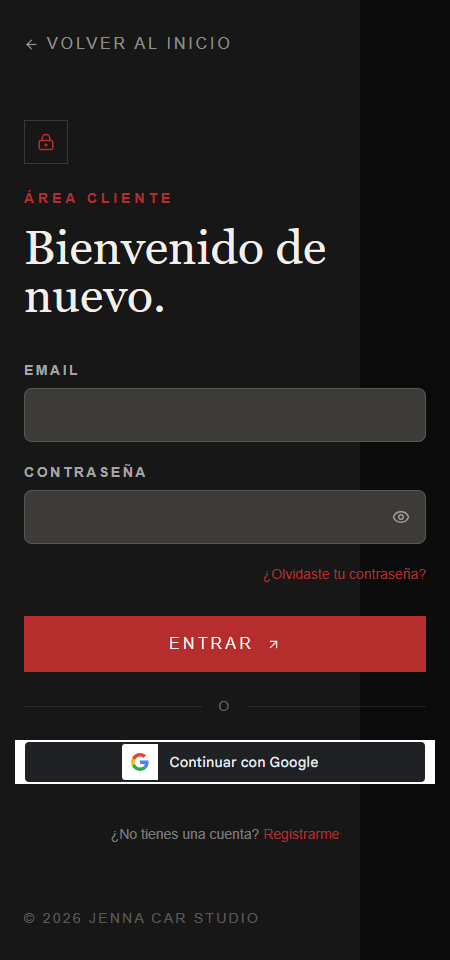 ← VOLVER AL INICIO
ÁREA CLIENTE
Bienvenido de
nuevo.
EMAIL
CONTRASEÑA
¿Olvidaste tu contraseña?
ENTRAR ↗
O
Continuar con Google
¿No tienes una cuenta? Registrarme
© 2026 JENNA CAR STUDIO